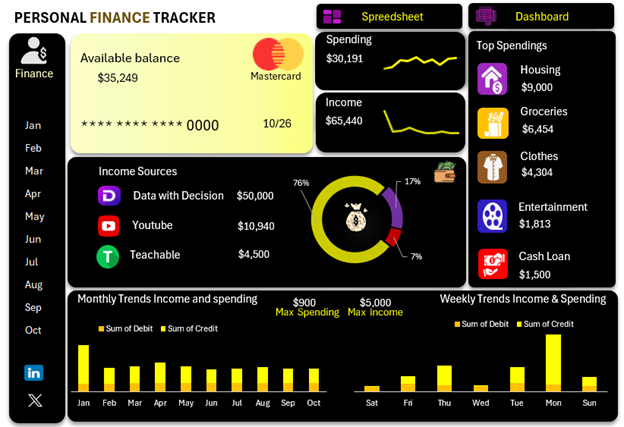 PERSONAL FINANCE TRACKER
Spreedsheet
Dashboard
Finance
Jan
Feb
Mar
Apr
May
Jun
Jul
Aug
Sep
Oct
in
X
Available balance
$35,249
Mastercard
**** **** **** 0000
10/26
Spending
$30,191
Income
$65,440
Top Spendings
Housing
$9,000
Groceries
$6,454
Clothes
$4,304
Entertainment
$1,813
Cash Loan
$1,500
Income Sources
D Data with Decision $50,000
Youtube $10,940
T Teachable $4,500
76%
17%
7%
Monthly Trends Income and spending
$900
Max Spending
$5,000
Max Income
Sum of Debit Sum of Credit
Jan Feb Mar Apr May Jun Jul Aug Sep Oct
Weekly Trends Income & Spending
Sum of Debit Sum of Credit
Sat Fri Thu Wed Tue Mon Sun